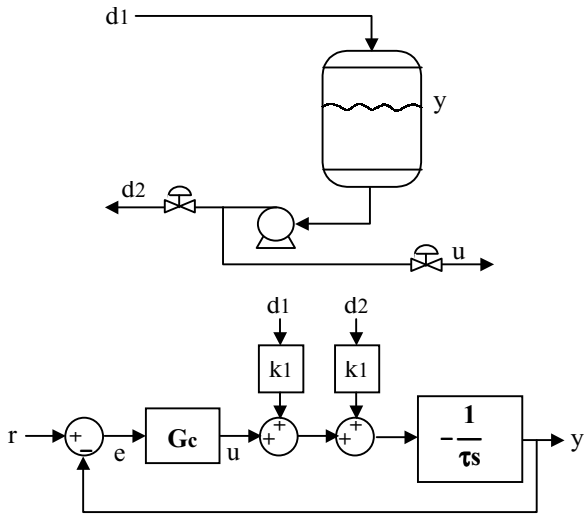 d1
y
d2
u
d1 d2
k1 k1
r + − e Gc u + + + + − 1/τs y